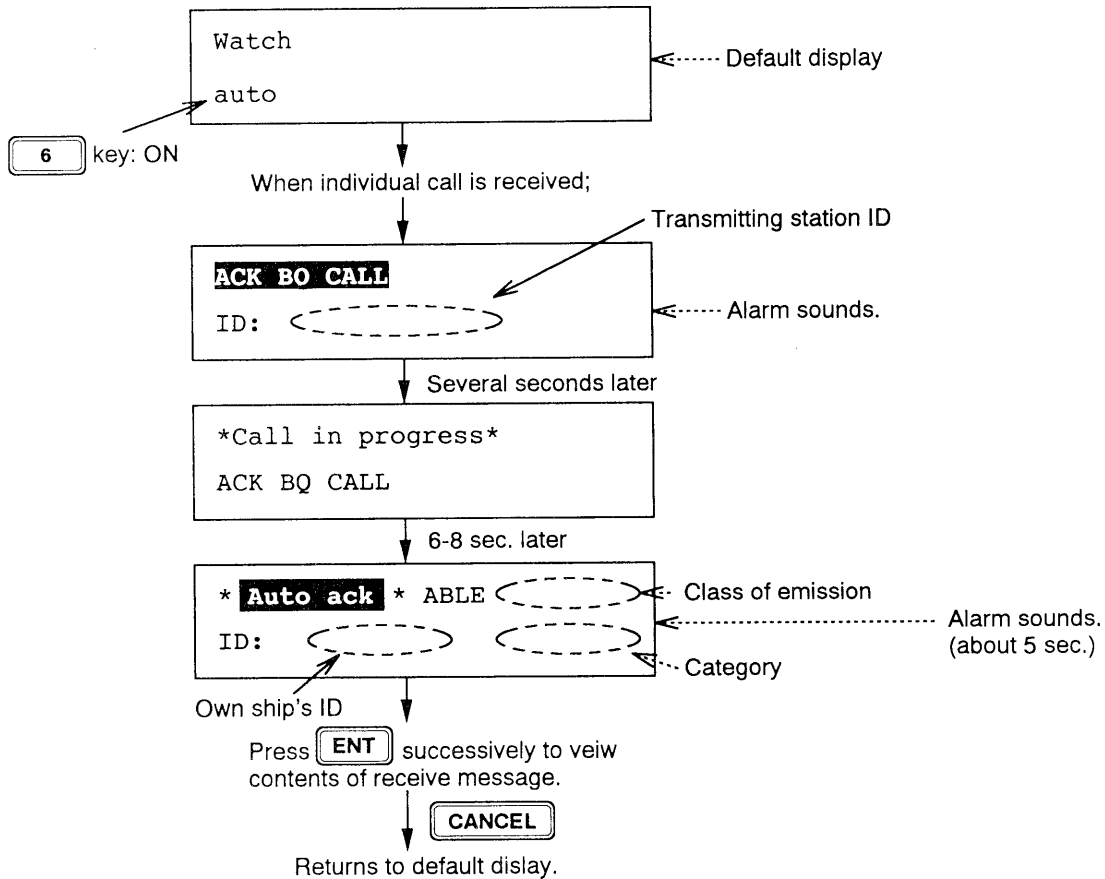 Watch
Default display
auto
6 key: ON
When individual call is received;
Transmitting station ID
ACK BO CALL
ID:
Alarm sounds.
Several seconds later
*Call in progress*
ACK BQ CALL
6-8 sec. later
* Auto ack * ABLE
Class of emission
ID:
Alarm sounds.
(about 5 sec.)
Category
Own ship's ID
Press ENT successively to veiw
contents of receive message.
CANCEL
Returns to default dislay.